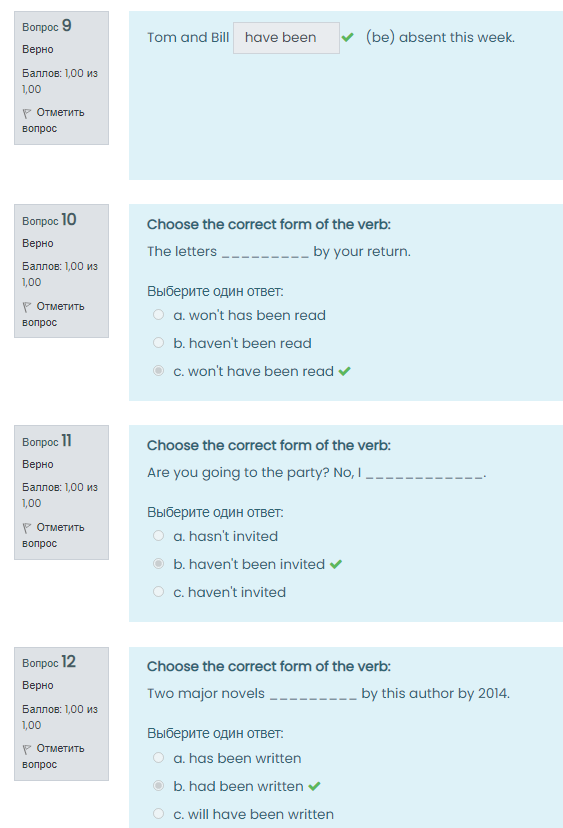 Вопрос 9
Верно
Баллов: 1,00 из
1,00
Отметить
вопрос
Tom and Bill have been (be) absent this week.
Вопрос 10
Верно
Баллов: 1,00 из
1,00
Отметить
вопрос
Choose the correct form of the verb:
The letters _________ by your return.
Выберите один ответ:
a. won't has been read
b. haven't been read
c. won't have been read
Вопрос 11
Верно
Баллов: 1,00 из
1,00
Отметить
вопрос
Choose the correct form of the verb:
Are you going to the party? No, I ____________.
Выберите один ответ:
a. hasn't invited
b. haven't been invited
c. haven't invited
Вопрос 12
Верно
Баллов: 1,00 из
1,00
Отметить
вопрос
Choose the correct form of the verb:
Two major novels _________ by this author by 2014.
Выберите один ответ:
a. has been written
b. had been written
c. will have been written